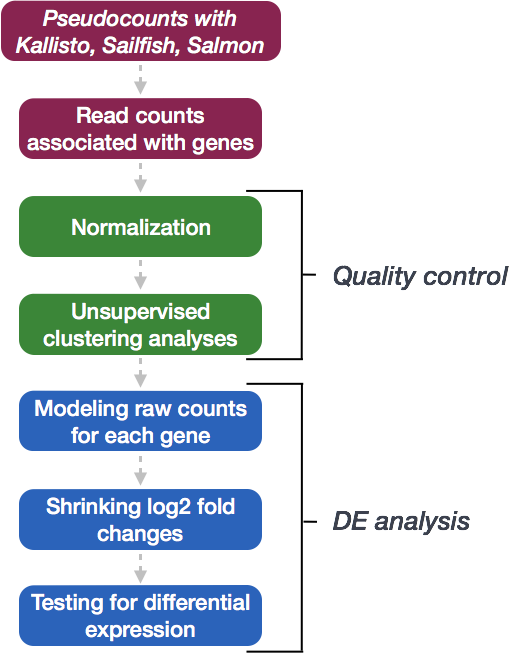 Pseudocounts with
Kallisto, Sailfish, Salmon
Read counts
associated with genes
Normalization
Unsupervised
clustering analyses
Quality control
Modeling raw counts
for each gene
Shrinking log2 fold
changes
DE analysis
Testing for differential
expression